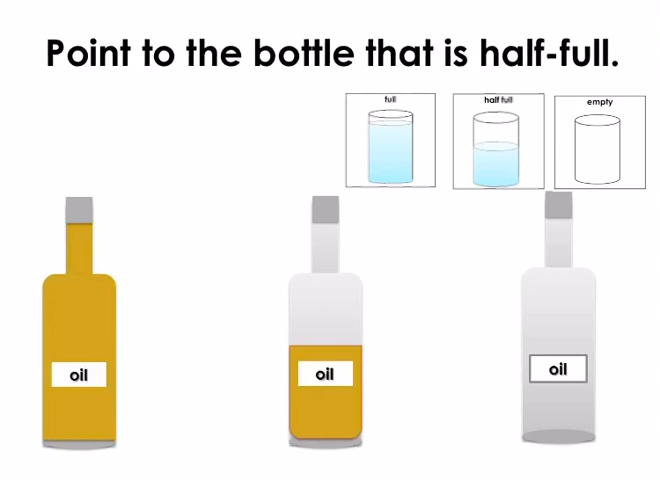 Point to the bottle that is half-full.
full
half full
empty
oil
oil
oil